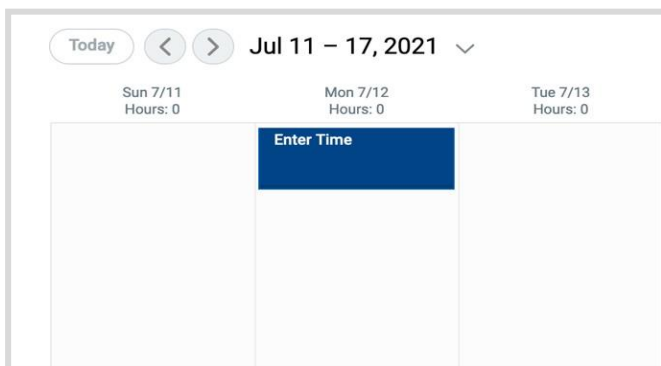 Today
Jul 11 – 17, 2021
Sun 7/11
Hours: 0
Mon 7/12
Hours: 0
Tue 7/13
Hours: 0
Enter Time